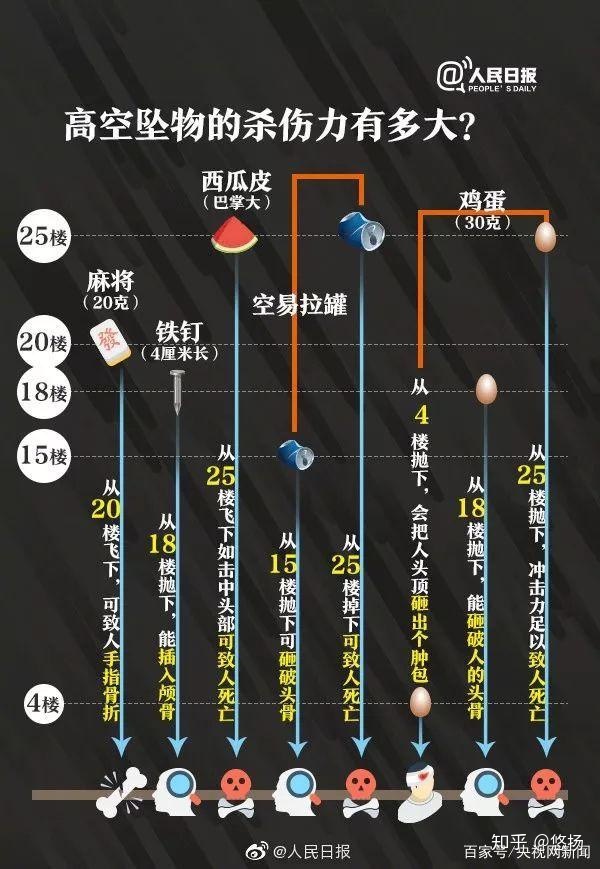 @人民日报
PEOPLE'S DAILY
高空坠物的杀伤力有多大?
西瓜皮
（巴掌大）
鸡蛋
（30克）
25楼
麻将
（20克）
空易拉罐
發
铁钉
（4厘米长）
20楼
18楼
15楼
4楼
从20楼飞下，可致人手指骨折
从18楼抛下，能插入颅骨
从25楼飞下如击中头部可致人死亡
从15楼抛下可砸破头骨
从25楼掉下可致人死亡
从4楼抛下，会把人头顶砸出个肿包
从18楼抛下，能砸破人的头骨
从25楼抛下，冲击力足以致人死亡
@人民日报
知乎 @悠扬
百家号/央视网新闻